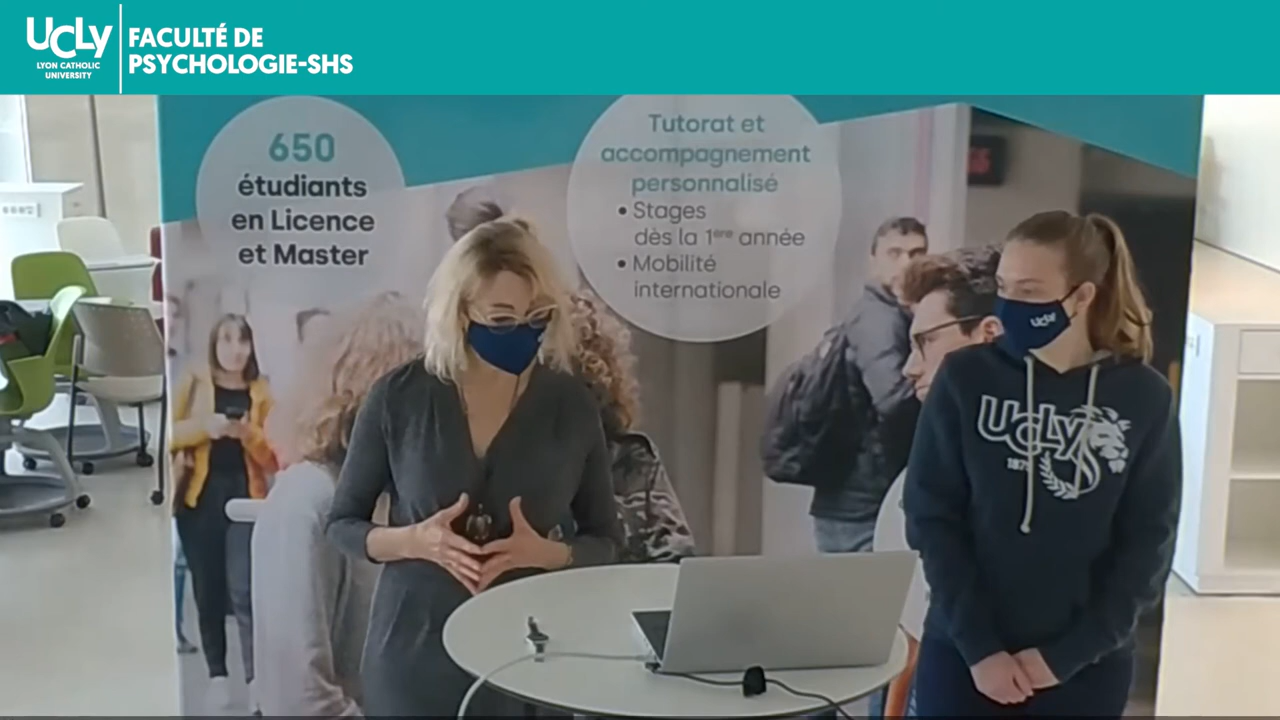 UCLy
LYON CATHOLIC
UNIVERSITY
FACULTÉ DE
PSYCHOLOGIE-SHS
650
étudiants
en Licence
et Master
Tutorat et
accompagnement
personnalisé
• Stages
dès la 1ère année
• Mobilité
internationale
UCLy
UCLy